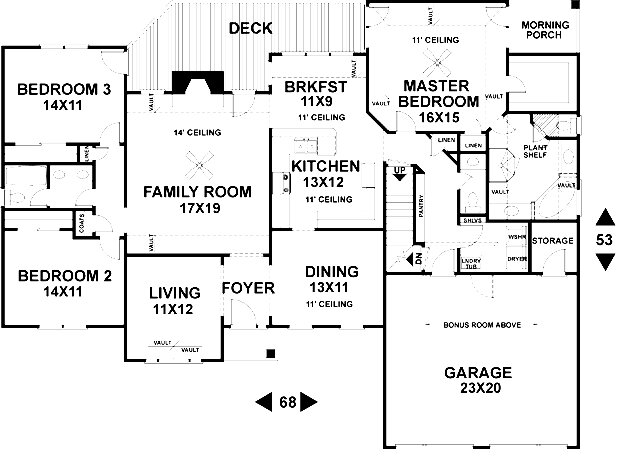 DECK
VAULT
11' CEILING
MORNING
PORCH
BEDROOM 3
14X11
VAULT
VAULT
14' CEILING
BRKFST
11X9
11' CEILING
VAULT
VAULT
MASTER
BEDROOM
16X15
VAULT
LINEN
LINEN
LINEN
PLANT
SHELF
FAMILY ROOM
17X19
KITCHEN
13X12
11' CEILING
UP
PANTRY
VAULT
VAULT
COATS
VAULT
SHLVS
WSHR
DRYER
LNDRY
TUB
STORAGE
53
DN
BEDROOM 2
14X11
LIVING
11X12
FOYER
DINING
13X11
11' CEILING
VAULT
VAULT
BONUS ROOM ABOVE
GARAGE
23X20
68